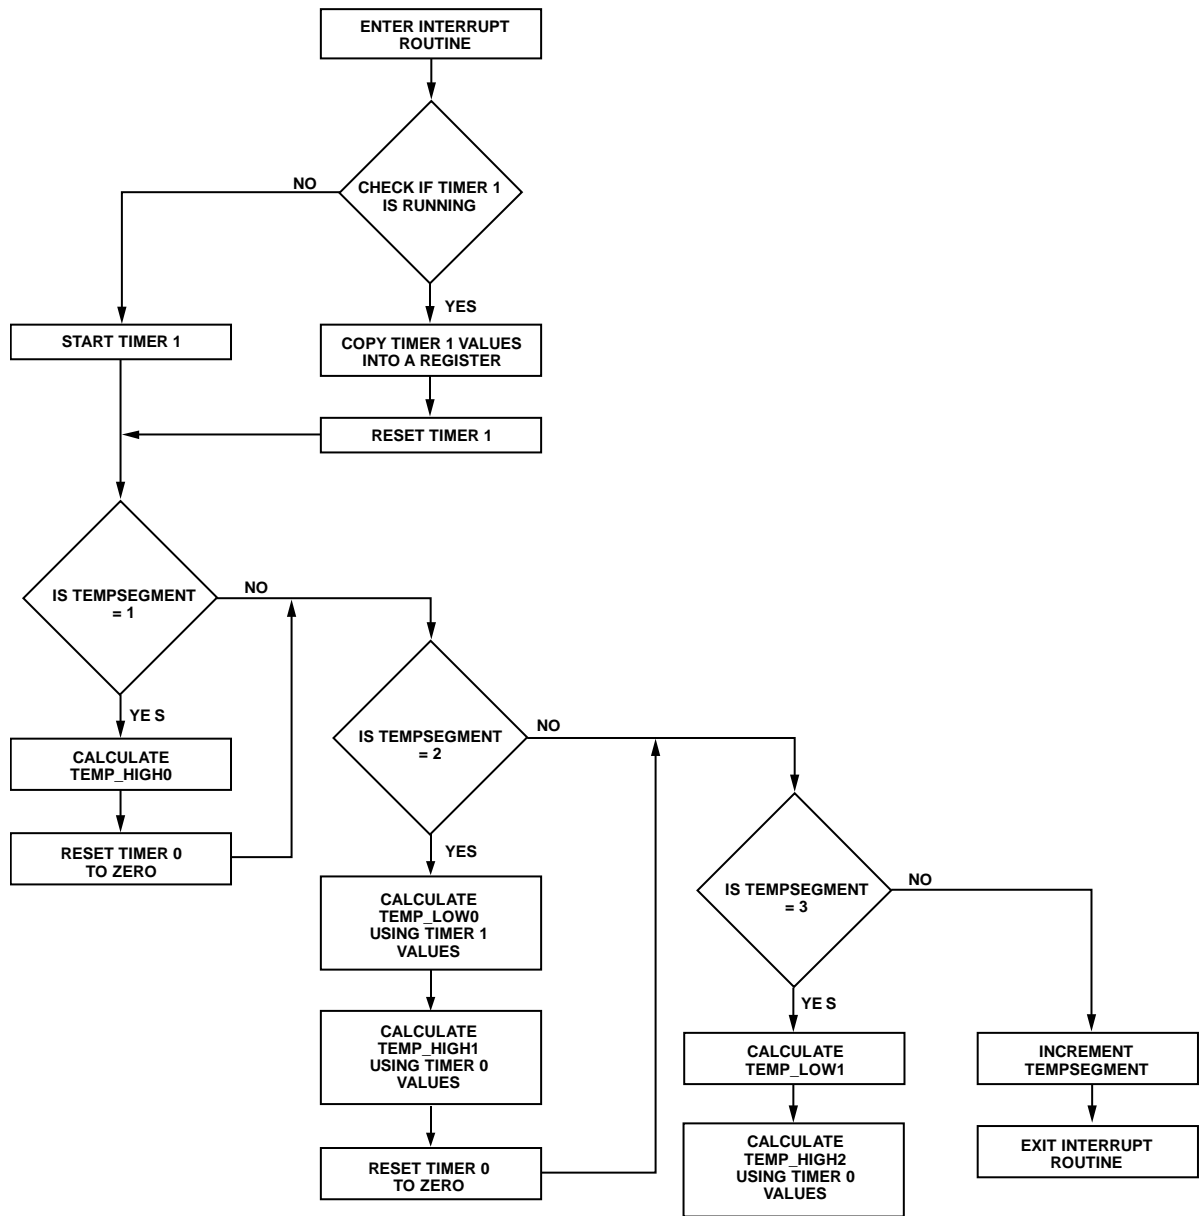 ENTER INTERRUPT
ROUTINE
CHECK IF TIMER 1
IS RUNNING
NO
YES
START TIMER 1
COPY TIMER 1 VALUES
INTO A REGISTER
RESET TIMER 1
IS TEMPSEGMENT
= 1
NO
YE S
CALCULATE
TEMP_HIGH0
RESET TIMER 0
TO ZERO
IS TEMPSEGMENT
= 2
NO
YES
CALCULATE
TEMP_LOW0
USING TIMER 1
VALUES
CALCULATE
TEMP_HIGH1
USING TIMER 0
VALUES
RESET TIMER 0
TO ZERO
IS TEMPSEGMENT
= 3
NO
YE S
CALCULATE
TEMP_LOW1
CALCULATE
TEMP_HIGH2
USING TIMER 0
VALUES
INCREMENT
TEMPSEGMENT
EXIT INTERRUPT
ROUTINE